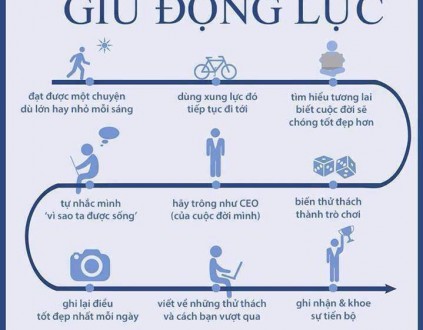 GIỮ ĐỘNG LỰC
đạt được một chuyện
dù lớn hay nhỏ mỗi sáng
dùng xung lực đó
tiếp tục đi tới
tìm hiểu tương lai
biết cuộc đời sẽ
chóng tốt đẹp hơn
tự nhắc mình
'vì sao ta được sống'
hãy trông như CEO
(của cuộc đời mình)
biến thử thách
thành trò chơi
ghi lại điều
tốt đẹp nhất mỗi ngày
viết về những thử thách
và cách bạn vượt qua
ghi nhận & khoe
sự tiến bộ